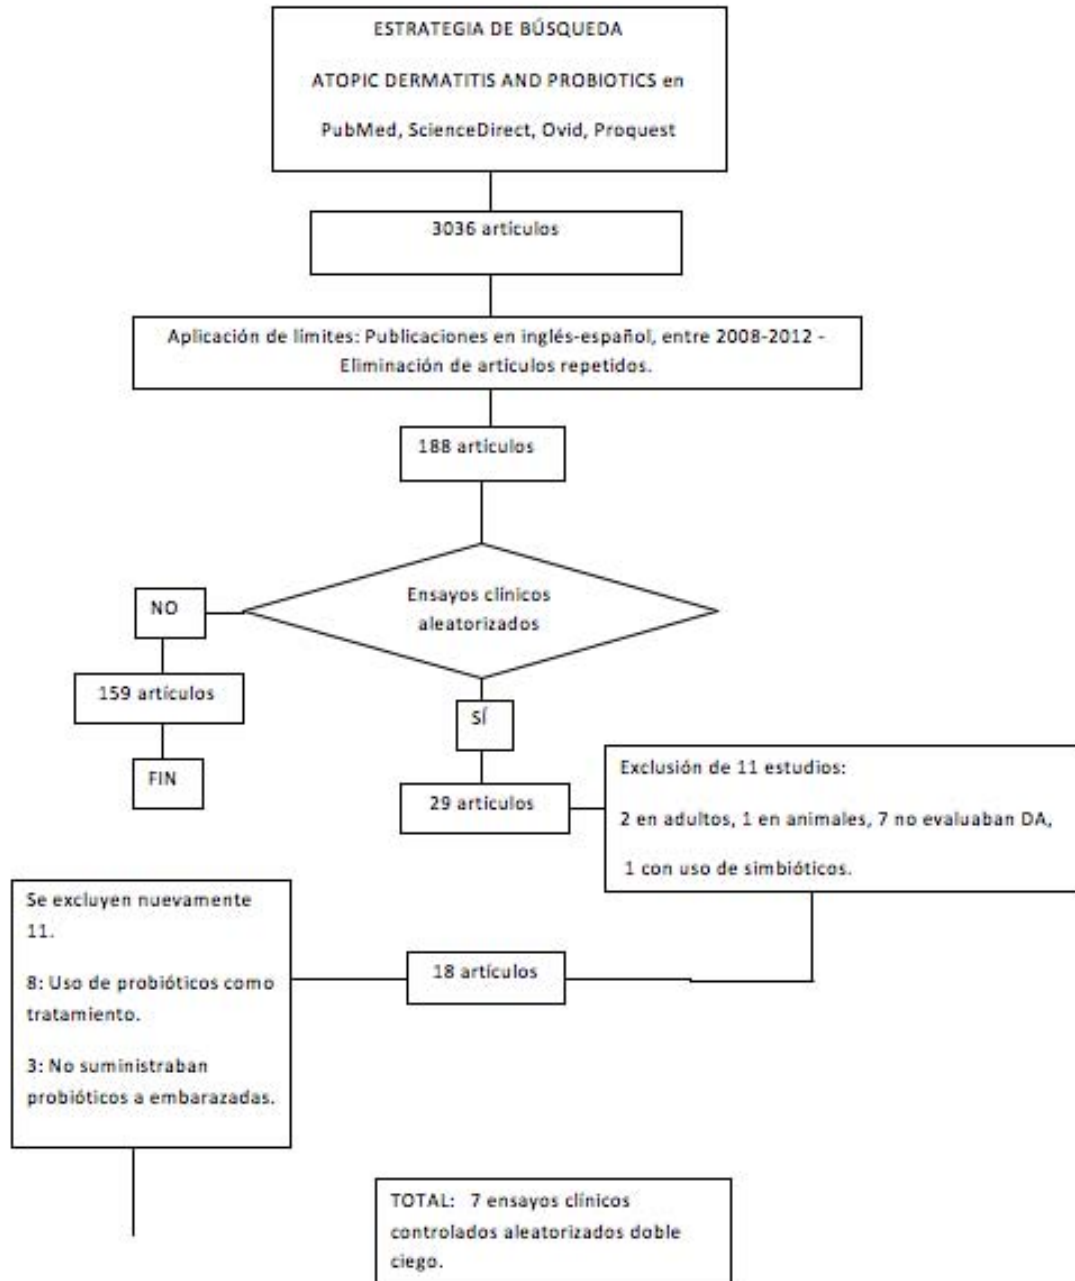 ESTRATEGIA DE BÚSQUEDA
ATOPIC DERMATITIS AND PROBIOTICS en
PubMed, ScienceDirect, Ovid, Proquest
3036 artículos
Aplicación de límites: Publicaciones en inglés-español, entre 2008-2012 -
Eliminación de artículos repetidos.
188 artículos
Ensayos clínicos
aleatorizados
NO
159 artículos
FIN
SÍ
29 artículos
Exclusión de 11 estudios:
2 en adultos, 1 en animales, 7 no evaluaban DA,
1 con uso de simbióticos.
18 artículos
Se excluyen nuevamente
11.
8: Uso de probióticos como
tratamiento.
3: No suministraban
probióticos a embarazadas.
TOTAL: 7 ensayos clínicos
controlados aleatorizados doble
ciego.